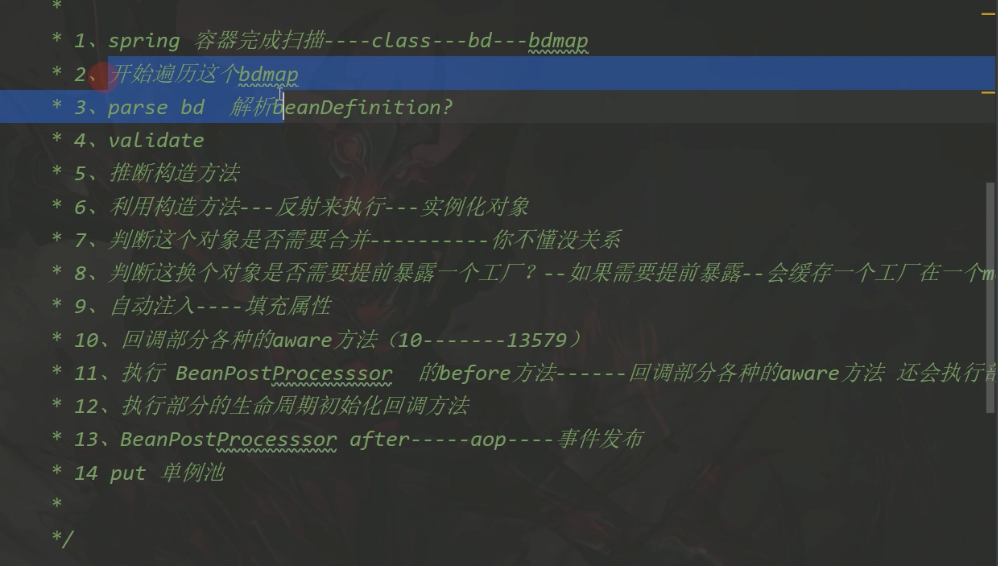 *
* 1、spring 容器完成扫描----class---bd---bdmap
* 2、开始遍历这个bdmap
* 3、parse bd  解析beanDefinition?
* 4、validate
* 5、推断构造方法
* 6、利用构造方法---反射来执行---实例化对象
* 7、判断这个对象是否需要合并----------你不懂没关系
* 8、判断这换个对象是否需要提前暴露一个工厂？--如果需要提前暴露--会缓存一个工厂在一个m
* 9、自动注入----填充属性
* 10、回调部分各种的aware方法（10-------13579）
* 11、执行 BeanPostProcesssor  的before方法------回调部分各种的aware方法 还会执行部
* 12、执行部分的生命周期初始化回调方法
* 13、BeanPostProcesssor after-----aop----事件发布
* 14 put 单例池
*
*/